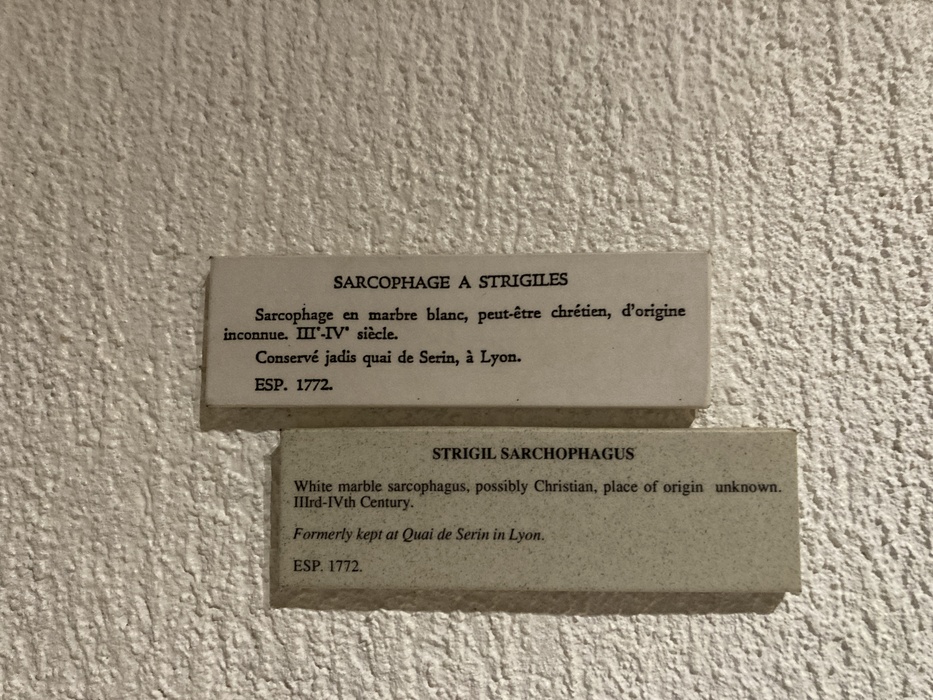 SARCOPHAGE A STRIGILES
Sarcophage en marbre blanc, peut-être chrétien, d'origine
inconnue. III°-IV° siècle.
Conservé jadis quai de Serin, à Lyon.
ESP. 1772.
STRIGIL SARCHOPHAGUS
White marble sarcophagus, possibly Christian, place of origin unknown.
IIIrd-IVth Century.
Formerly kept at Quai de Serin in Lyon.
ESP. 1772.